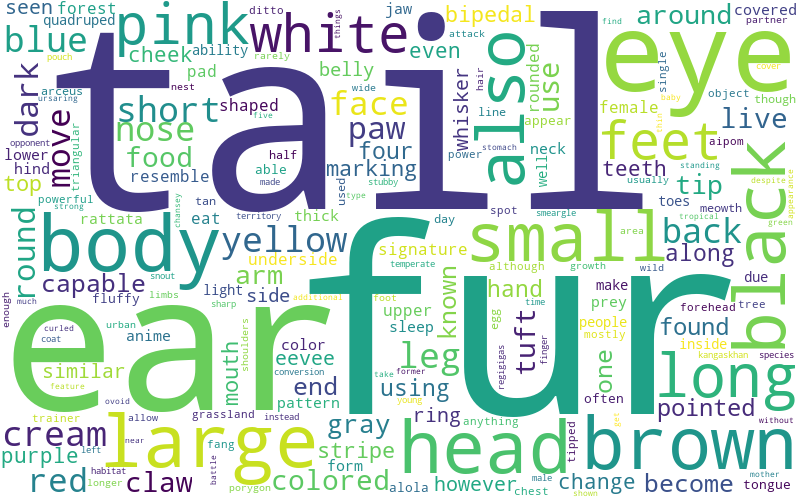 seen forest ditto jaw bipedal around covered
quadruped pink things
blue cheek white tail even also eye
arceus ability rarely attack find partner
pad belly wide rounded use whisker single cover
ursaring nest hair appear female baby object though
dark short shaped face line feet live
nose five paw power thin
move food half four stomach neck aipom
opponent triangular resemble able marking well teeth standing
lower hind made used stubby tip usually despite
top powerful tan type toes appearance
strong rattata chansey thick day spot smeargle meowth tropical green black
round body eat territory signature small back
yellow underside temperate although area growth wild along
capable arm known hand make due
fluffy light side foot upper egg prey forehead tree
limbs snout sharp additional fur time people found
enough much urban anime ear sleep tuft mostly inside
curled coat color eevee leg regigigas finger one kangaskhan species
similar mouth shoulders conversion former take long
feature end using
ovoid pattern young often pointed
trainer allow grassland instead ring anything get without
cream large gray head tipped brown
purple left near fang stripe
habitat longer form male mother
red claw battle porygon colored alola however chest shown change become tongue
pouch